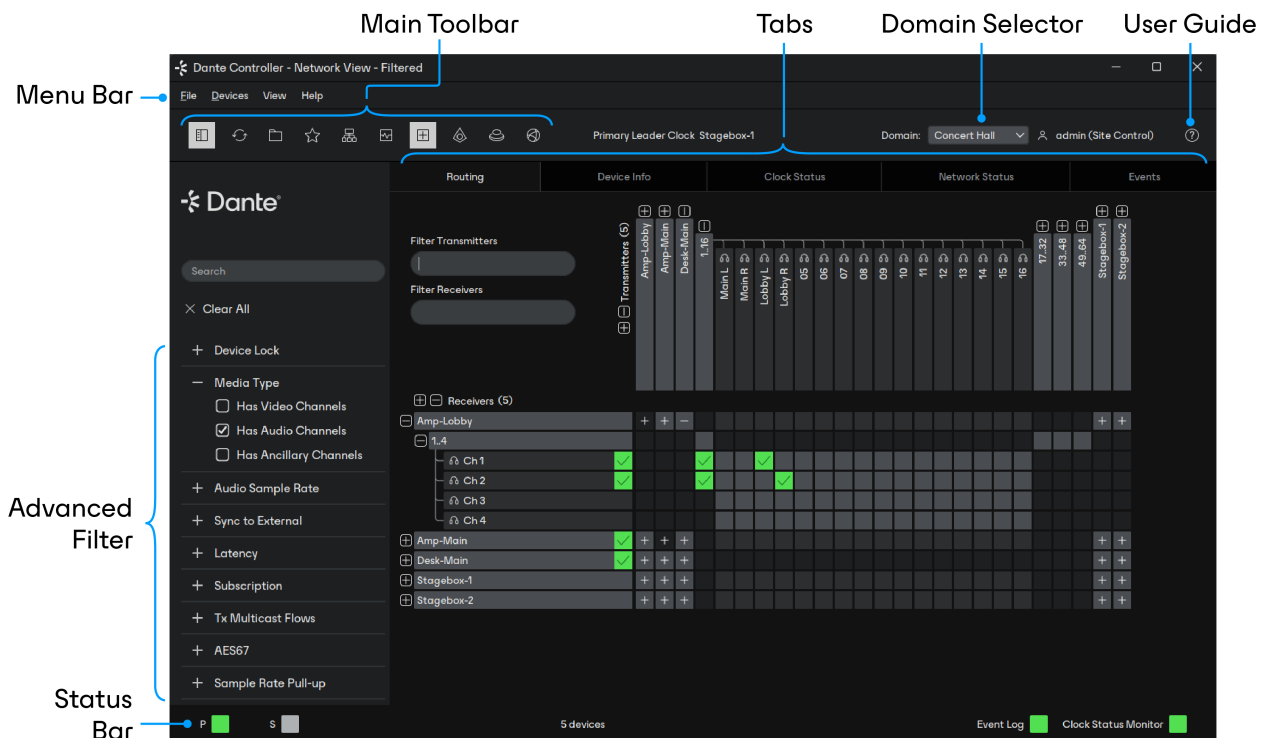 Main Toolbar
Tabs
Domain Selector
User Guide
Dante Controller - Network View - Filtered
Menu Bar
File Devices View Help
Primary Leader Clock Stagebox-1
Domain: Concert Hall
admin (Site Control)
?
Routing
Device Info
Clock Status
Network Status
Events
Dante
Search
Clear All
Filter Transmitters
Filter Receivers
Transmitters (5)
Amp-Lobby
Amp-Main
Desk-Main
1..16
Main L
Main R
Lobby L
Lobby R
05
06
07
08
09
10
11
12
13
14
15
16
17..32
33..48
49..64
Stagebox-1
Stagebox-2
Advanced
Filter
Device Lock
Media Type
Has Video Channels
Has Audio Channels
Has Ancillary Channels
Audio Sample Rate
Sync to External
Latency
Subscription
Tx Multicast Flows
AES67
Sample Rate Pull-up
Receivers (5)
Amp-Lobby
1..4
Ch 1
Ch 2
Ch 3
Ch 4
Amp-Main
Desk-Main
Stagebox-1
Stagebox-2
Status
Bar
P
S
5 devices
Event Log
Clock Status Monitor